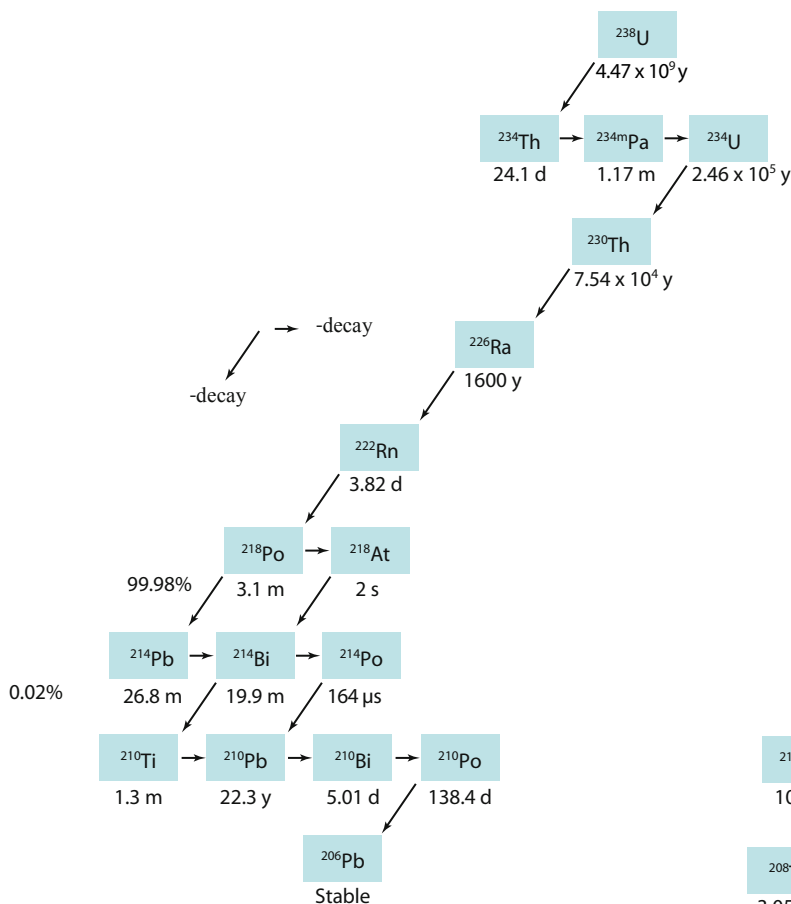 ²³⁸U
4.47 x 10⁹ y
²³⁴Th ²³⁴ᵐPa ²³⁴U
24.1 d 1.17 m 2.46 x 10⁵ y
²³⁰Th
7.54 x 10⁴ y
-decay
²²⁶Ra
1600 y
-decay
²²²Rn
3.82 d
²¹⁸Po ²¹⁸At
99.98% 3.1 m 2 s
²¹⁴Pb ²¹⁴Bi ²¹⁴Po
0.02% 26.8 m 19.9 m 164 µs
²¹⁰Ti ²¹⁰Pb ²¹⁰Bi ²¹⁰Po
1.3 m 22.3 y 5.01 d 138.4 d
²⁰⁶Pb
²⁰⁸
Stable